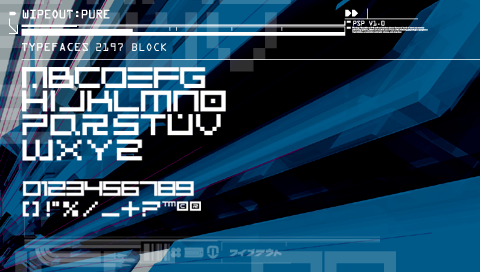 WIPEOUT:PURE
PSP V1.0
TYPEFACES 2197 BLOCK
ABCDEFG
HIJKLMNO
PQRSTUV
WXYZ
0123456789
()!"%/_+?™©®
ワイプアウト